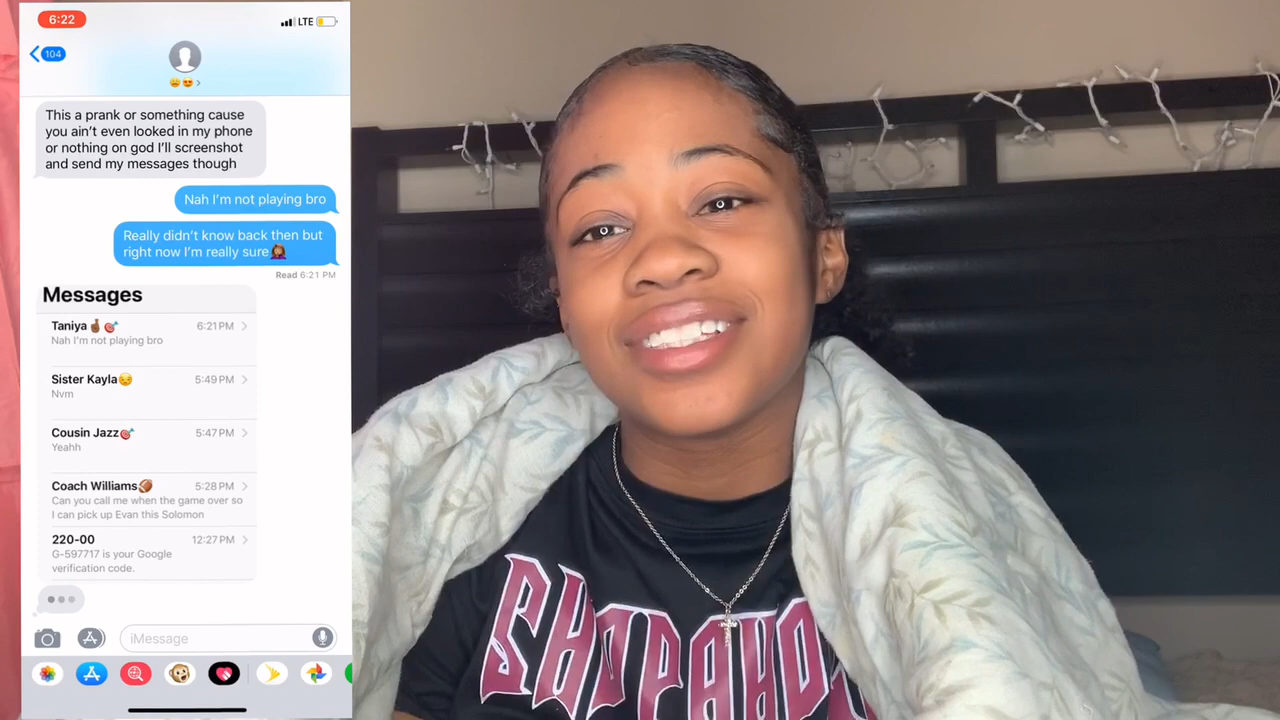 6:22
LTE
104
This a prank or something cause
you ain't even looked in my phone
or nothing on god I'll screenshot
and send my messages though
Nah I'm not playing bro
Really didn't know back then but
right now I'm really sure🤦🏾‍♀️
Read 6:21 PM
Messages
Taniya🤞🏾🎯 6:21 PM
Nah I'm not playing bro
Sister Kayla😒 5:49 PM
Nvm
Cousin Jazz🎯 5:47 PM
Yeahh
Coach Williams🏈 5:28 PM
Can you call me when the game over so
I can pick up Evan this Solomon
220-00 12:27 PM
G-597717 is your Google
verification code.
iMessage